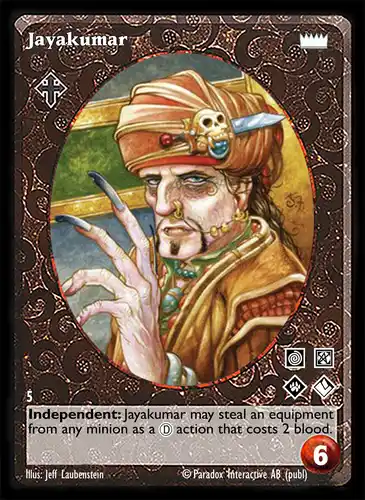 Jayakumar
5
Independent: Jayakumar may steal an equipment
from any minion as a Ⓓ action that costs 2 blood.
6
Illus: Jeff Laubenstein © Paradox Interactive AB (publ)